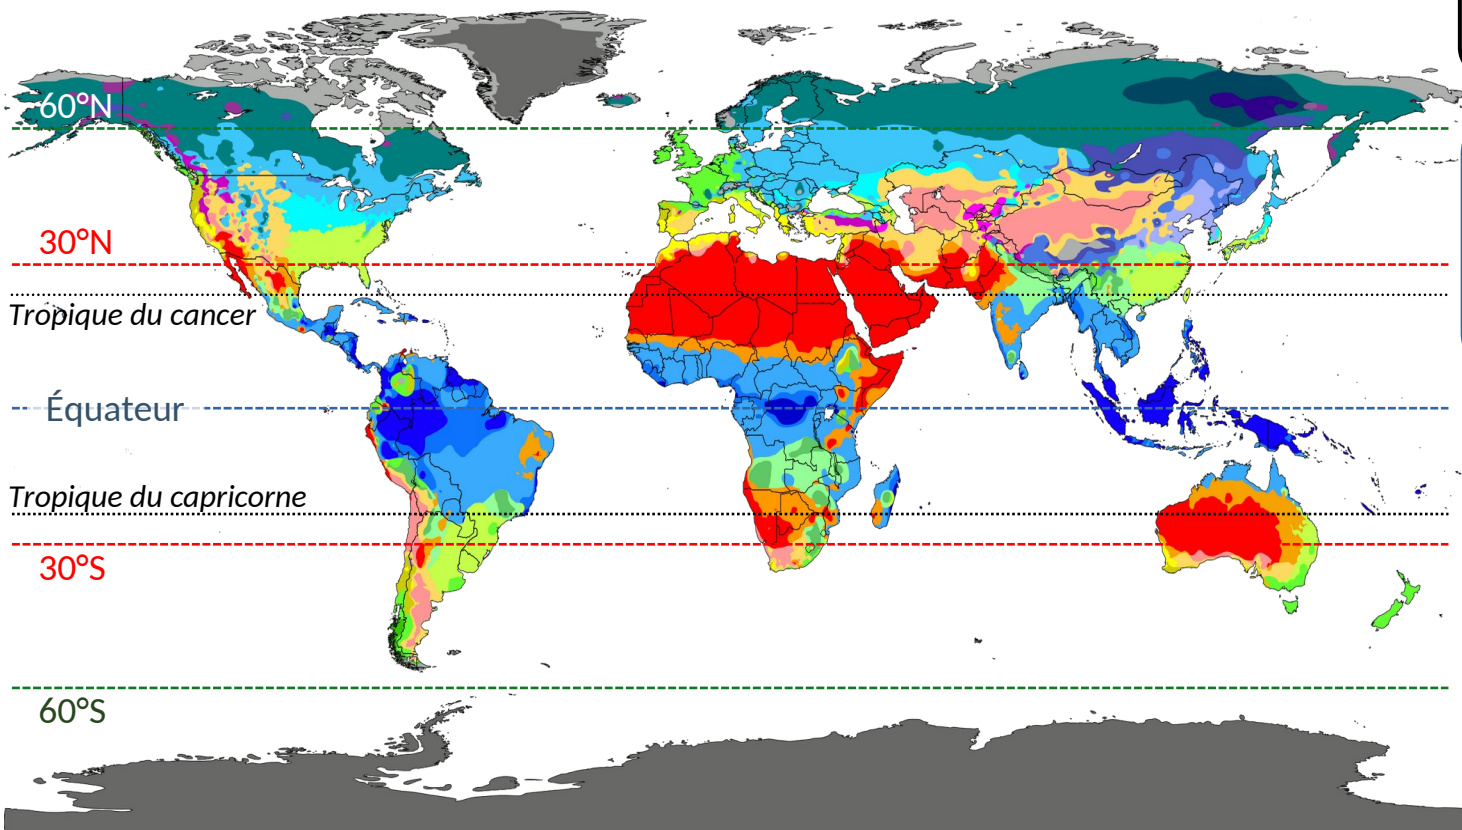 60°N
30°N
Tropique du cancer
Équateur
Tropique du capricorne
30°S
60°S